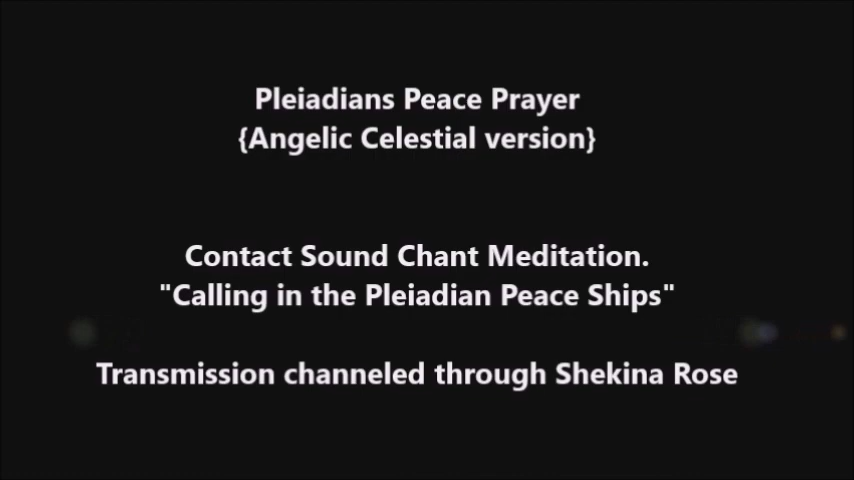 Pleiadians Peace Prayer
{Angelic Celestial version}
Contact Sound Chant Meditation.
"Calling in the Pleiadian Peace Ships"
Transmission channeled through Shekina Rose